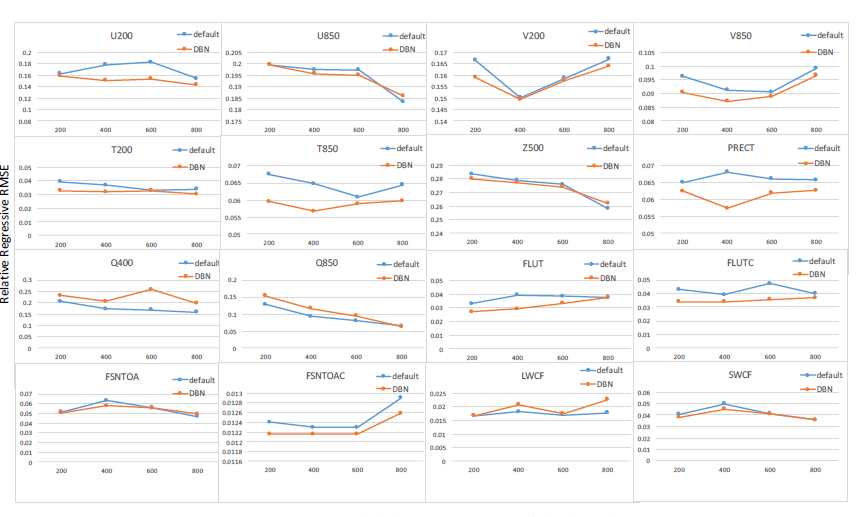 Relative Regressive RMSE
U200
default
DBN
0.2
0.18
0.16
0.14
0.12
0.1
0.08
200 400 600 800
U850
default
DBN
0.205
0.2
0.195
0.19
0.185
0.18
0.175
200 400 600 800
V200
default
DBN
0.17
0.165
0.16
0.155
0.15
0.145
0.14
200 400 600 800
V850
default
DBN
0.105
0.1
0.095
0.09
0.085
0.08
200 400 600 800
T200
default
DBN
0.05
0.04
0.03
0.02
0.01
0
200 400 600 800
T850
default
DBN
0.07
0.065
0.06
0.055
0.05
200 400 600 800
Z500
default
DBN
0.29
0.28
0.27
0.26
0.25
0.24
200 400 600 800
PRECT
default
DBN
0.07
0.065
0.06
0.055
0.05
200 400 600 800
Q400
default
DBN
0.3
0.25
0.2
0.15
0.1
0.05
0
200 400 600 800
Q850
default
DBN
0.2
0.15
0.1
0.05
0
200 400 600 800
FLUT
default
DBN
0.05
0.04
0.03
0.02
0.01
0
200 400 600 800
FLUTC
default
DBN
0.05
0.04
0.03
0.02
0.01
0
200 400 600 800
FSNTOA
default
DBN
0.07
0.06
0.05
0.04
0.03
0.02
0.01
0
200 400 600 800
FSNTOAC
default
DBN
0.013
0.0128
0.0126
0.0124
0.0122
0.012
0.0118
0.0116
200 400 600 800
LWCF
default
DBN
0.025
0.02
0.015
0.01
0.005
0
200 400 600 800
SWCF
default
DBN
0.06
0.05
0.04
0.03
0.02
0.01
0
200 400 600 800